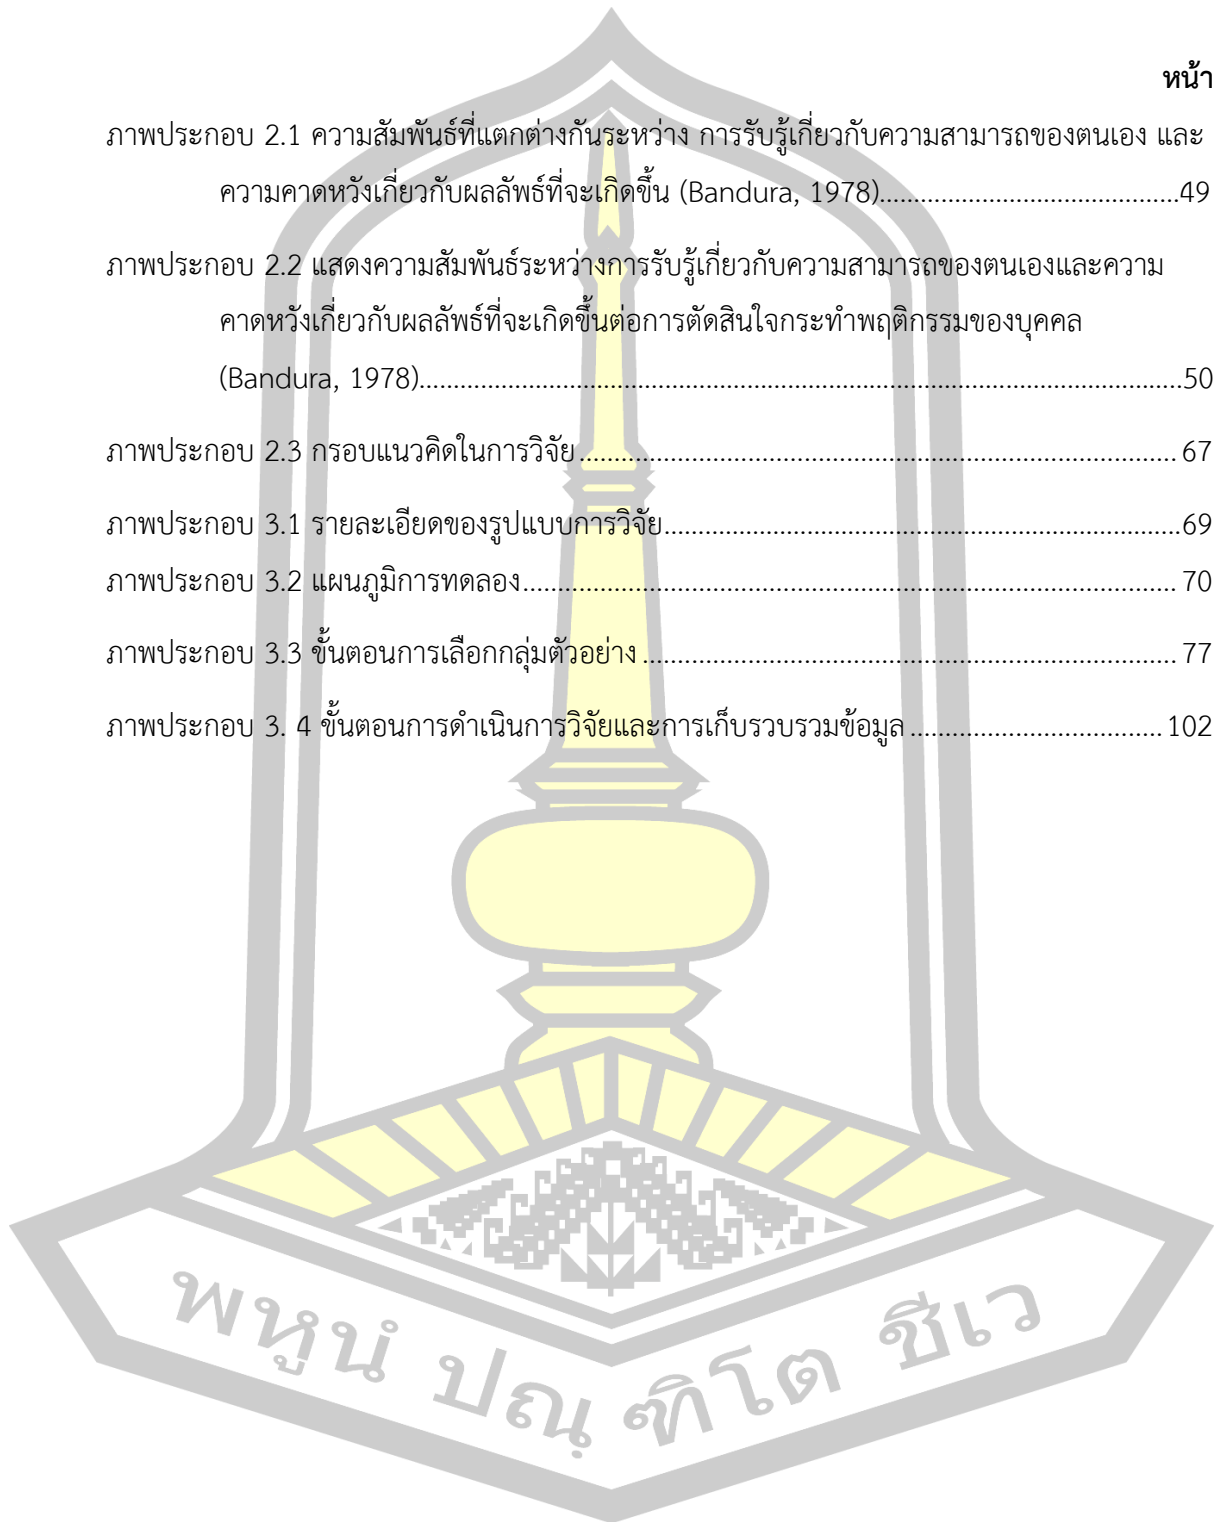 หน้า
ภาพประกอบ 2.1 ความสัมพันธ์ที่แตกต่างกันระหว่าง การรับรู้เกี่ยวกับความสามารถของตนเอง และ
ความคาดหวังเกี่ยวกับผลลัพธ์ที่จะเกิดขึ้น (Bandura, 1978)............................................49
ภาพประกอบ 2.2 แสดงความสัมพันธ์ระหว่างการรับรู้เกี่ยวกับความสามารถของตนเองและความ
คาดหวังเกี่ยวกับผลลัพธ์ที่จะเกิดขึ้นต่อการตัดสินใจกระทำพฤติกรรมของบุคคล
(Bandura, 1978)................................................................................................................50
ภาพประกอบ 2.3 กรอบแนวคิดในการวิจัย....................................................................................... 67
ภาพประกอบ 3.1 รายละเอียดของรูปแบบการวิจัย............................................................................69
ภาพประกอบ 3.2 แผนภูมิการทดลอง................................................................................................ 70
ภาพประกอบ 3.3 ขั้นตอนการเลือกกลุ่มตัวอย่าง ............................................................................... 77
ภาพประกอบ 3. 4 ขั้นตอนการดำเนินการวิจัยและการเก็บรวบรวมข้อมูล ..................................... 102
พหูนํ ปณฺ ฑิโต ชีเว